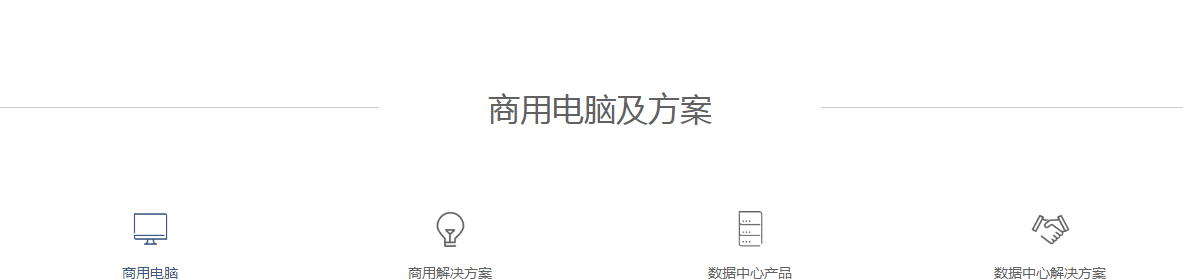 商用电脑及方案
商用电脑
商用解决方案
数据中心产品
数据中心解决方案